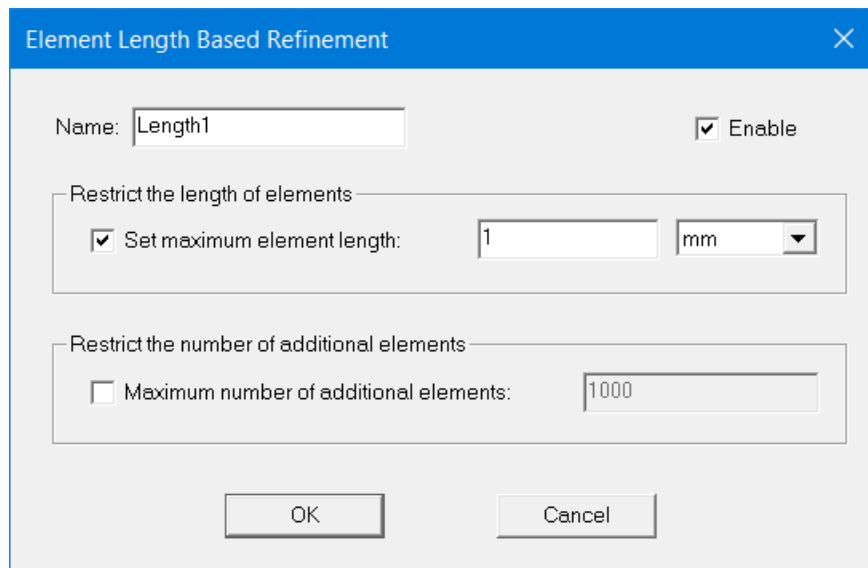 Element Length Based Refinement
Name: Length1 Enable
Restrict the length of elements
Set maximum element length: 1 mm
Restrict the number of additional elements
Maximum number of additional elements: 1000
OK Cancel